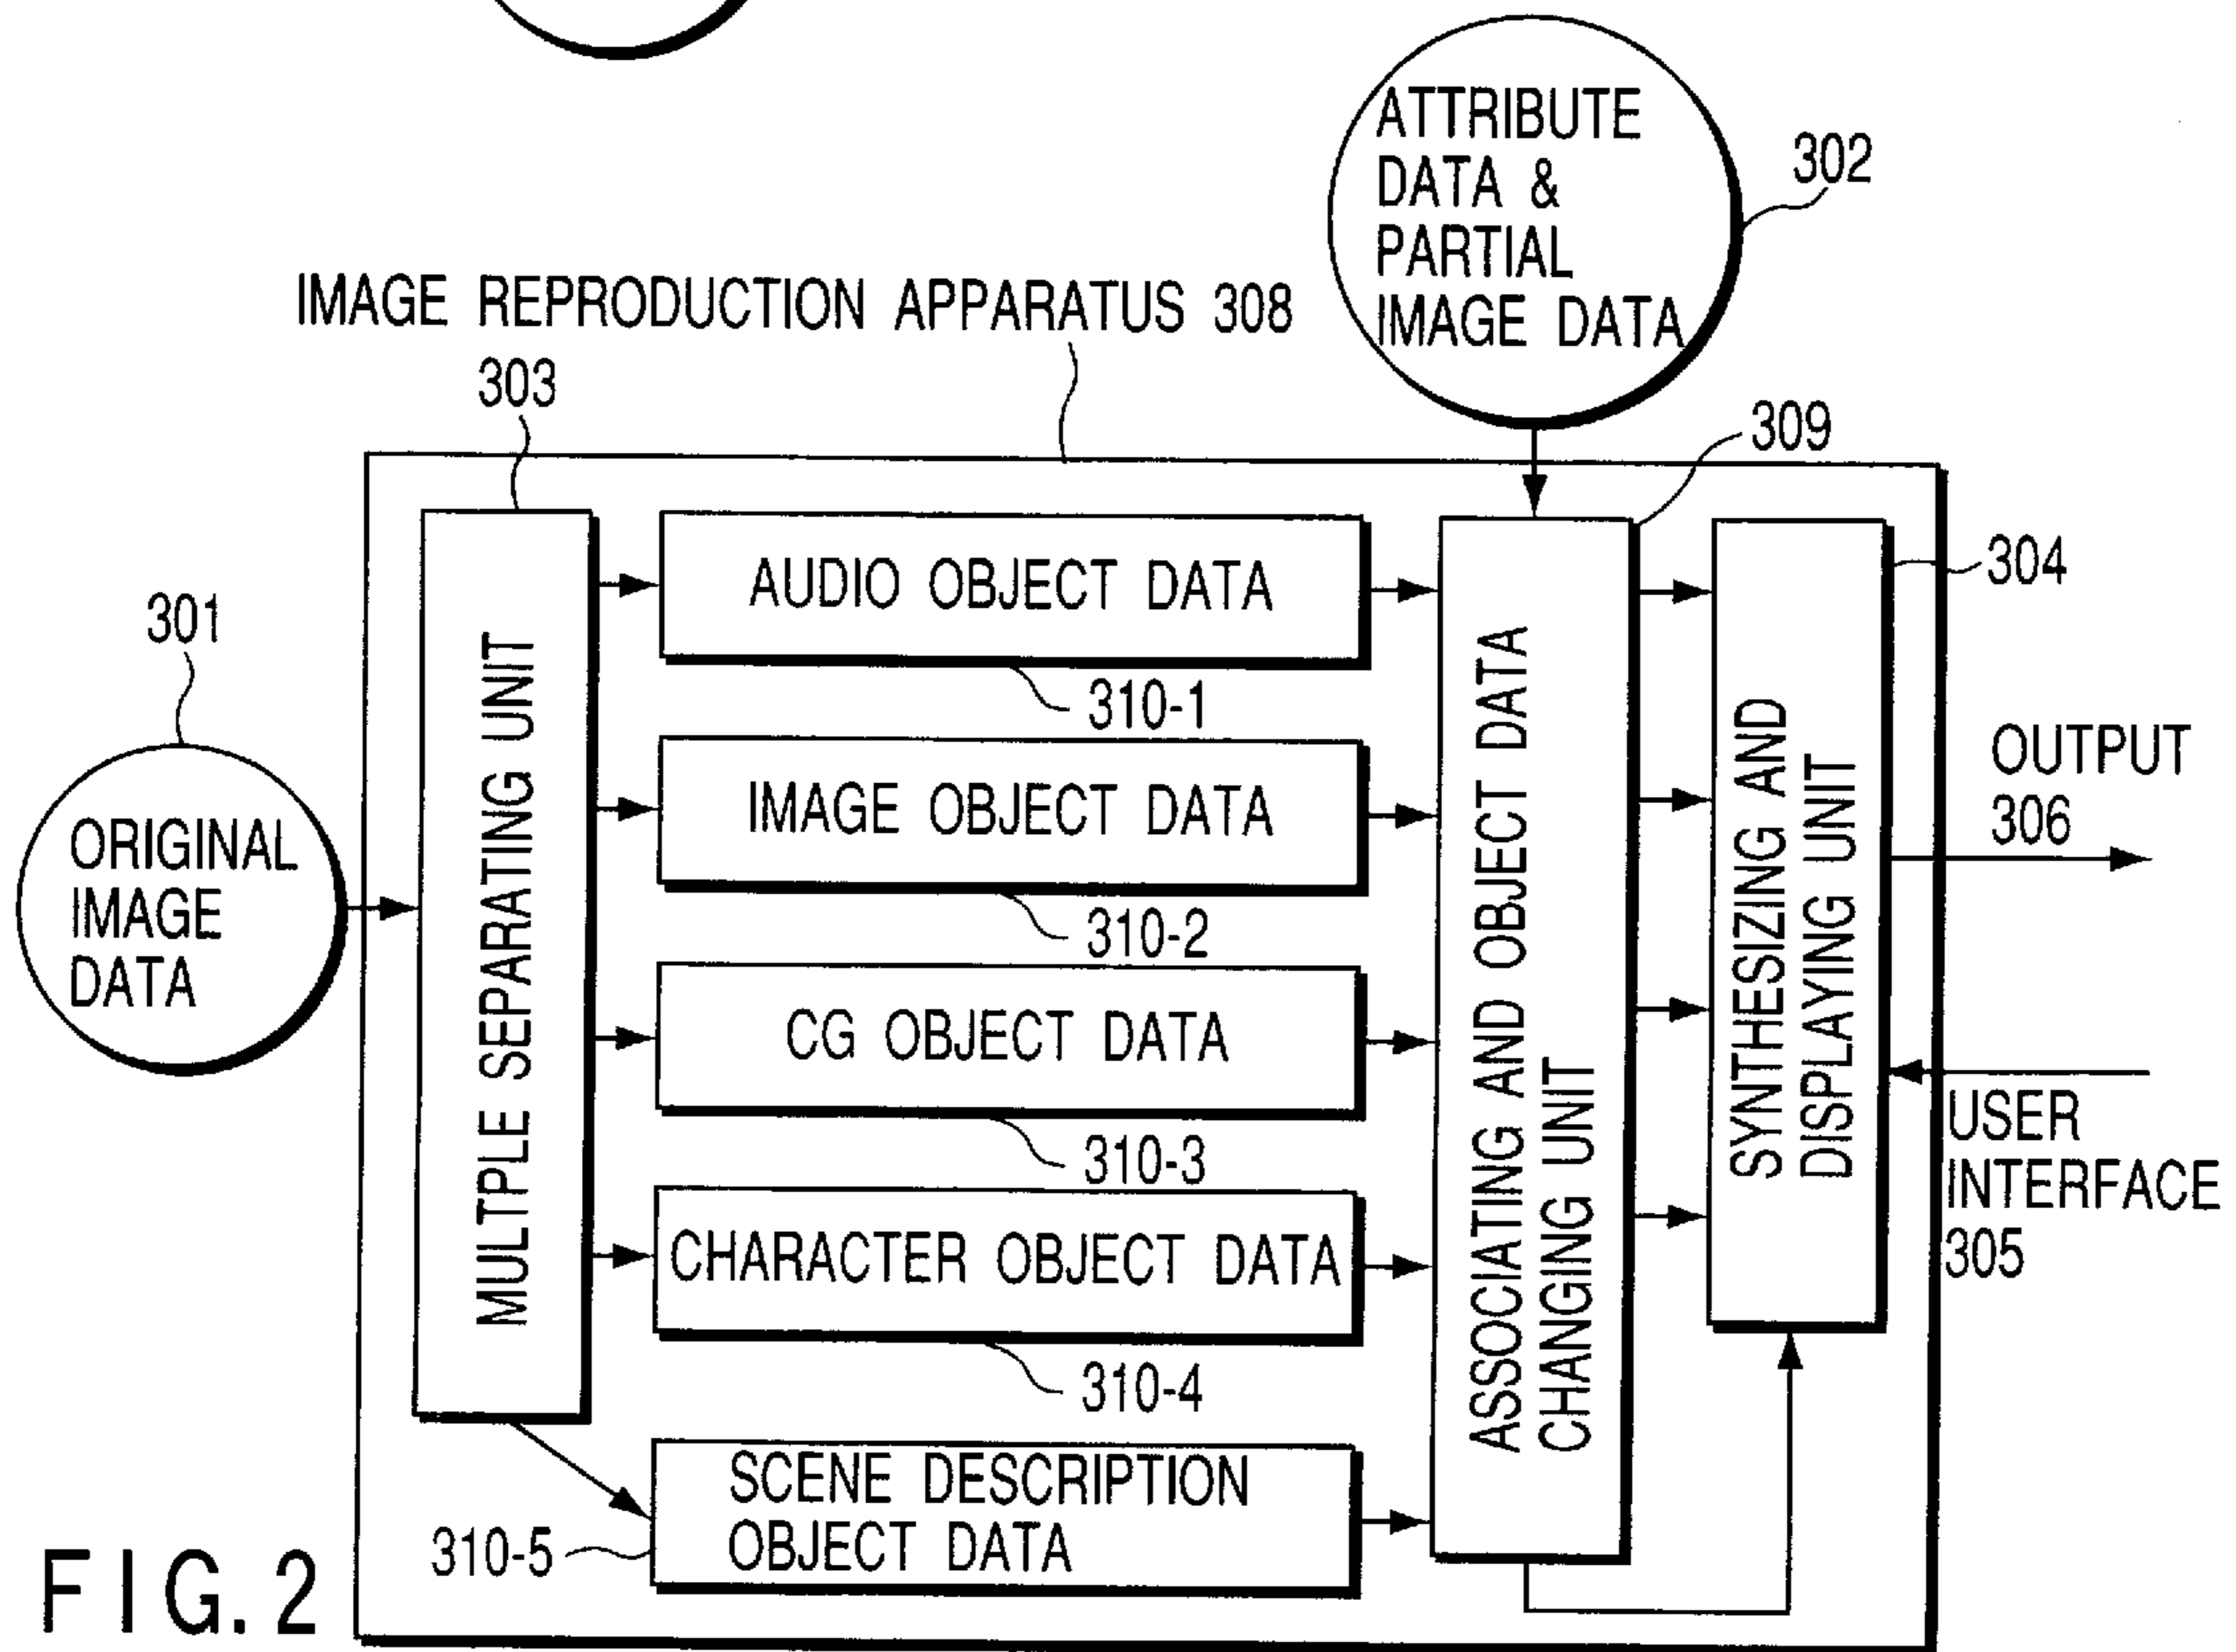 ATTRIBUTE
DATA &
PARTIAL
IMAGE DATA
302
IMAGE REPRODUCTION APPARATUS 308
303
309
301
ORIGINAL
IMAGE
DATA
MULTPLE SEPARATING UNIT
AUDIO OBJECT DATA
310-1
IMAGE OBJECT DATA
310-2
CG OBJECT DATA
310-3
CHARACTER OBJECT DATA
310-4
SCENE DESCRIPTION
OBJECT DATA
310-5
ASSOCIATING AND OBJECT DATA
CHANGING UNIT
SYNTHESIZING AND
DISPLAYING UNIT
304
OUTPUT
306
USER
INTERFACE
305
FIG. 2